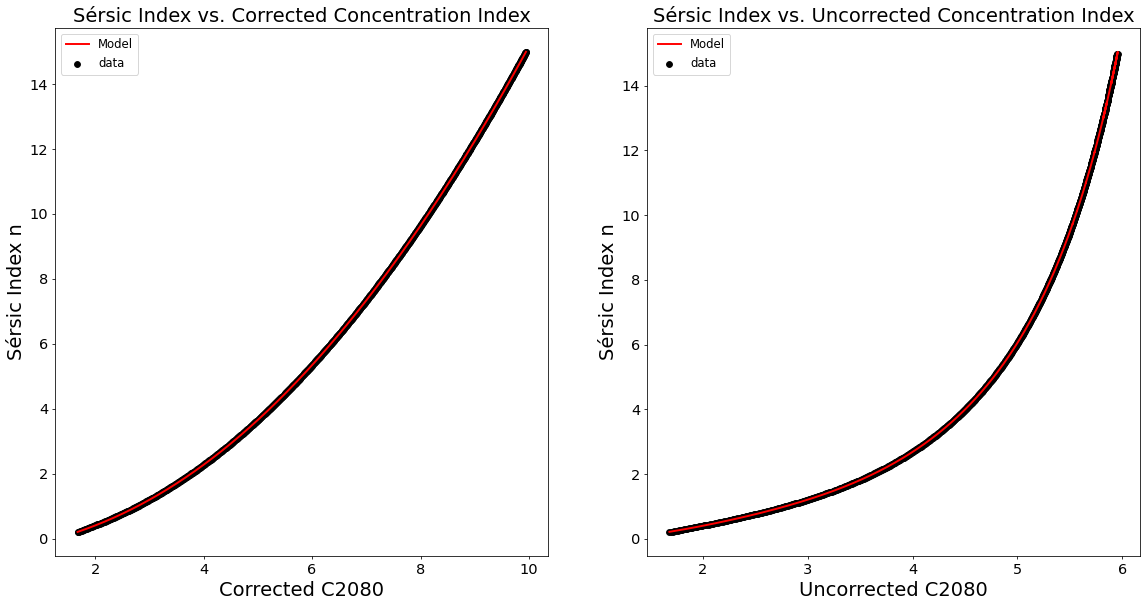 Sérsic Index vs. Corrected Concentration Index
Model
data
14
12
10
8
6
4
2
0
Sérsic Index n
2 4 6 8 10
Corrected C2080
Sérsic Index vs. Uncorrected Concentration Index
Model
data
14
12
10
8
6
4
2
0
Sérsic Index n
2 3 4 5 6
Uncorrected C2080